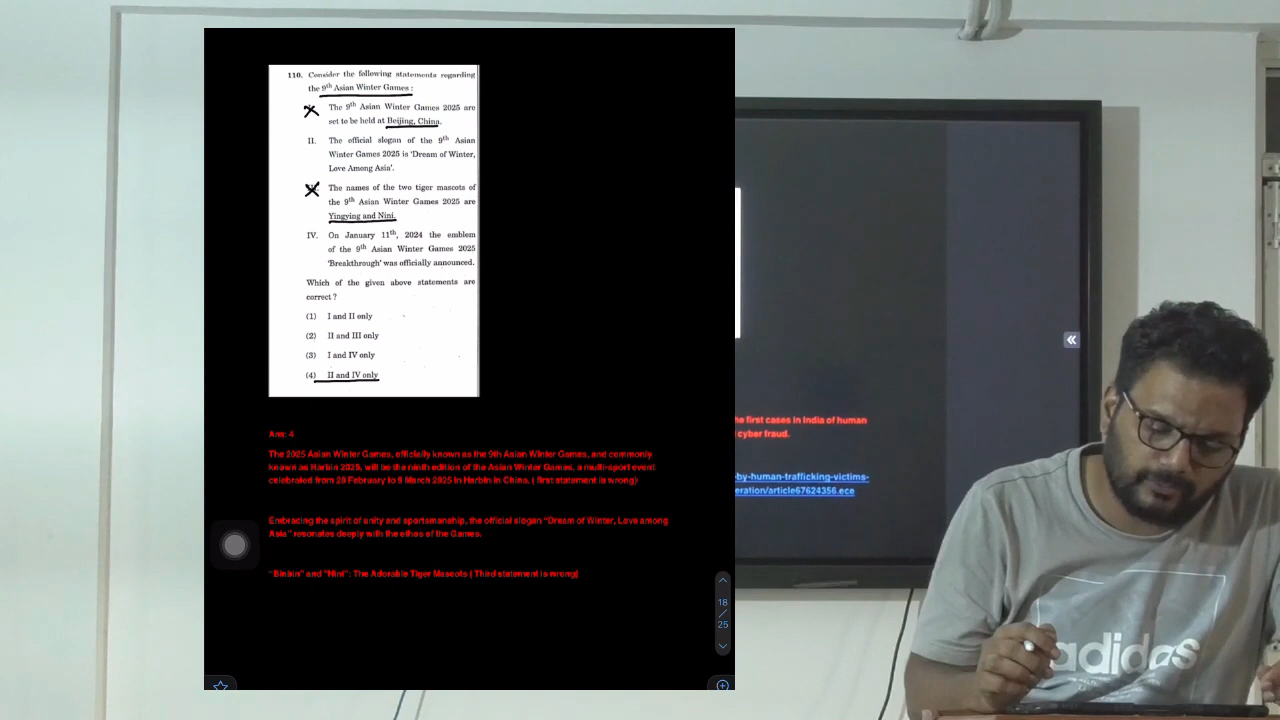 110. Consider the following statements regarding
the 9th Asian Winter Games :
The 9th Asian Winter Games 2025 are
set to be held at Beijing, China.
II. The official slogan of the 9th Asian
Winter Games 2025 is ‘Dream of Winter,
Love Among Asia’.
The names of the two tiger mascots of
the 9th Asian Winter Games 2025 are
Yingying and Nini.
IV. On January 11th, 2024 the emblem
of the 9th Asian Winter Games 2025
‘Breakthrough’ was officially announced.
Which of the given above statements are
correct ?
(1) I and II only
(2) II and III only
(3) I and IV only
(4) II and IV only
Ans: 4
The 2025 Asian Winter Games, officially known as the 9th Asian Winter Games, and commonly
known as Harbin 2025, will be the ninth edition of the Asian Winter Games, a multi-sport event
celebrated from 28 February to 8 March 2025 in Harbin in China. ( first statement is wrong)
Embracing the spirit of unity and sportsmanship, the official slogan “Dream of Winter, Love among
Asia” resonates deeply with the ethos of the Games.
“Binbin” and “Nini”: The Adorable Tiger Mascots ( Third statement is wrong)
18
/
25
he first cases in India of human
cyber fraud.
-by-human-trafficking-victims-
eration/article67624356.ece
adidas